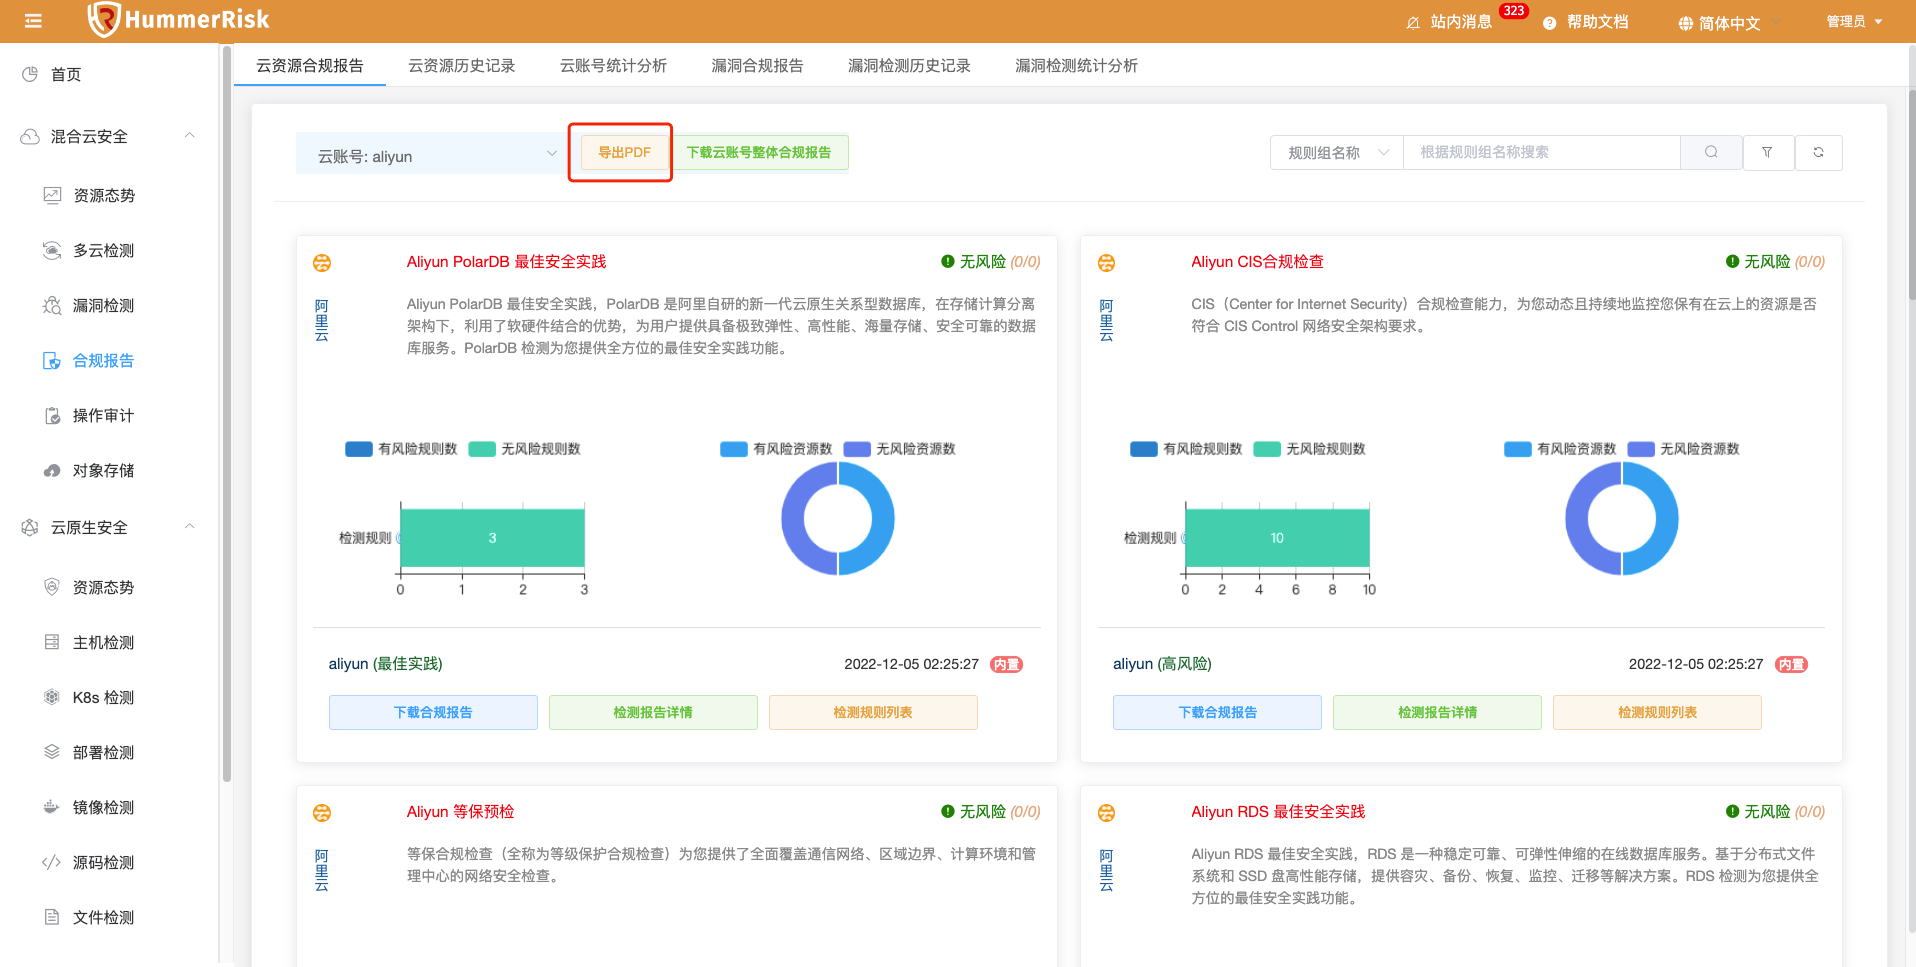 HummerRisk
站内消息 323 帮助文档 简体中文 管理员
首页
混合云安全
资源态势
多云检测
漏洞检测
合规报告
操作审计
对象存储
云原生安全
资源态势
主机检测
K8s 检测
部署检测
镜像检测
源码检测
文件检测
云资源合规报告 云资源历史记录 云账号统计分析 漏洞合规报告 漏洞检测历史记录 漏洞检测统计分析
云账号: aliyun 导出PDF 下载云账号整体合规报告 规则组名称 根据规则组名称搜索
Aliyun PolarDB 最佳安全实践 无风险 (0/0)
阿里云
Aliyun PolarDB 最佳安全实践，PolarDB 是阿里自研的新一代云原生关系型数据库，在存储计算分离
架构下，利用了软硬件结合的优势，为用户提供具备极致弹性、高性能、海量存储、安全可靠的数据
库服务。PolarDB 检测为您提供全方位的最佳安全实践功能。
有风险规则数 无风险规则数 有风险资源数 无风险资源数
检测规则 3
0 1 2 3
aliyun (最佳实践) 2022-12-05 02:25:27 内置
下载合规报告 检测报告详情 检测规则列表
Aliyun CIS合规检查 无风险 (0/0)
阿里云
CIS（Center for Internet Security）合规检查能力，为您动态且持续地监控您保有在云上的资源是否
符合 CIS Control 网络安全架构要求。
有风险规则数 无风险规则数 有风险资源数 无风险资源数
检测规则 10
0 2 4 6 8 10
aliyun (高风险) 2022-12-05 02:25:27 内置
下载合规报告 检测报告详情 检测规则列表
Aliyun 等保预检 无风险 (0/0)
阿里云
等保合规检查（全称为等级保护合规检查）为您提供了全面覆盖通信网络、区域边界、计算环境和管
理中心的网络安全检查。
Aliyun RDS 最佳安全实践 无风险 (0/0)
阿里云
Aliyun RDS 最佳安全实践，RDS 是一种稳定可靠、可弹性伸缩的在线数据库服务。基于分布式文件
系统和 SSD 盘高性能存储，提供容灾、备份、恢复、监控、迁移等解决方案。RDS 检测为您提供全
方位的最佳安全实践功能。